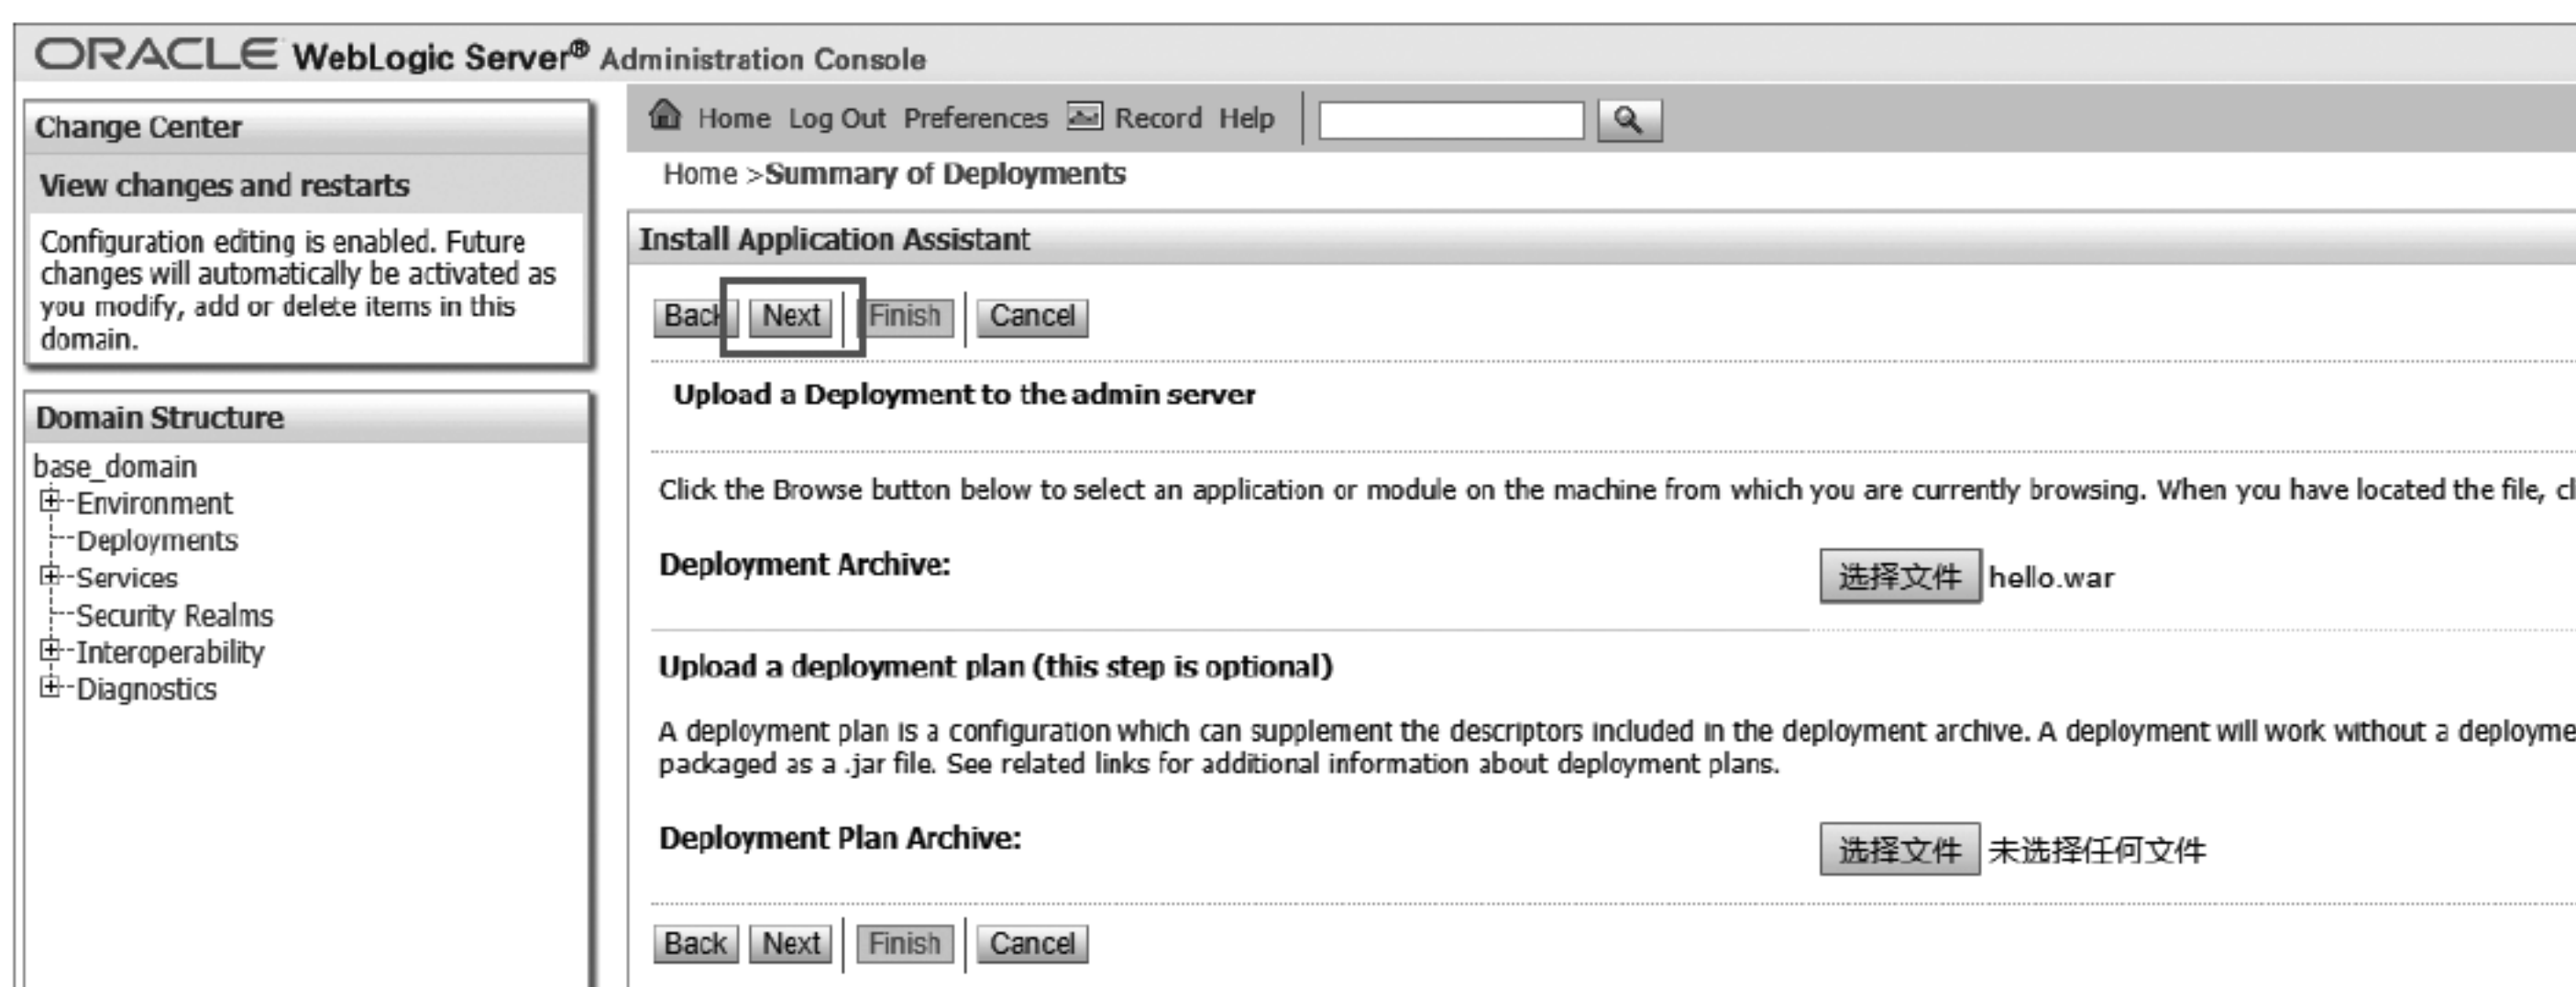 ORACLE WebLogic Server® Administration Console
Change Center
View changes and restarts
Configuration editing is enabled. Future
changes will automatically be activated as
you modify, add or delete items in this
domain.
Domain Structure
base_domain
Environment
Deployments
Services
Security Realms
Interoperability
Diagnostics
Home Log Out Preferences Record Help
Home >Summary of Deployments
Install Application Assistant
Back Next Finish Cancel
Upload a Deployment to the admin server
Click the Browse button below to select an application or module on the machine from which you are currently browsing. When you have located the file, cl
Deployment Archive: 选择文件 hello.war
Upload a deployment plan (this step is optional)
A deployment plan is a configuration which can supplement the descriptors included in the deployment archive. A deployment will work without a deployme
packaged as a .jar file. See related links for additional information about deployment plans.
Deployment Plan Archive: 选择文件 未选择任何文件
Back Next Finish Cancel